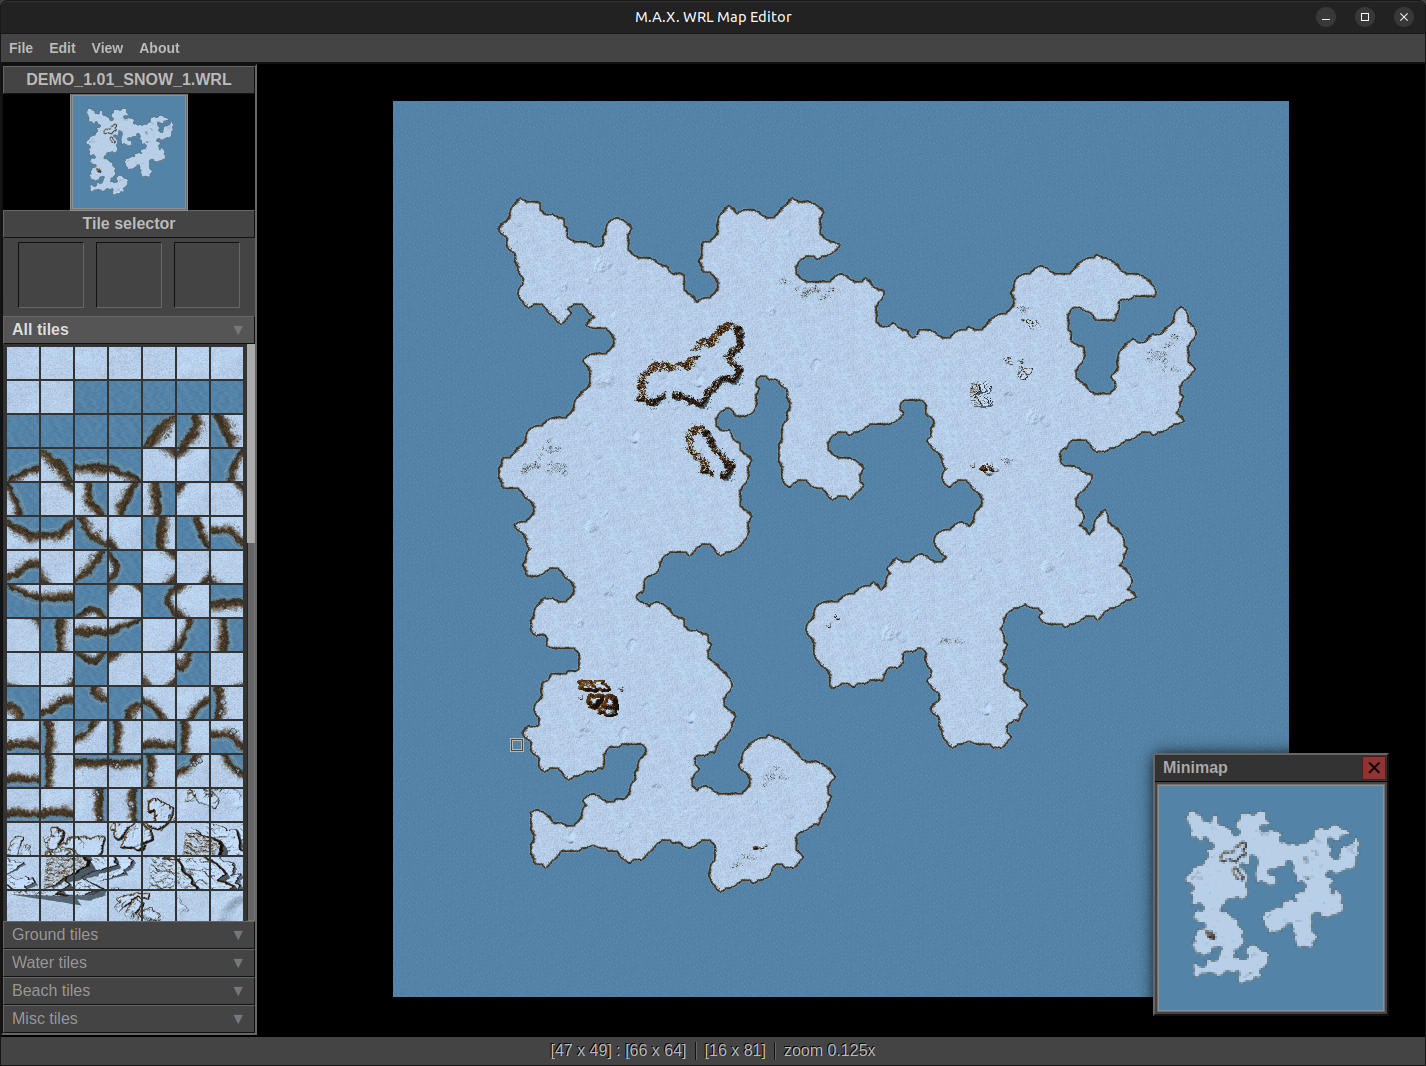 M.A.X. WRL Map Editor
File Edit View About
DEMO_1.01_SNOW_1.WRL
Tile selector
All tiles
Ground tiles
Water tiles
Beach tiles
Misc tiles
Minimap
[47 x 49] : [66 x 64] [16 x 81] zoom 0.125x